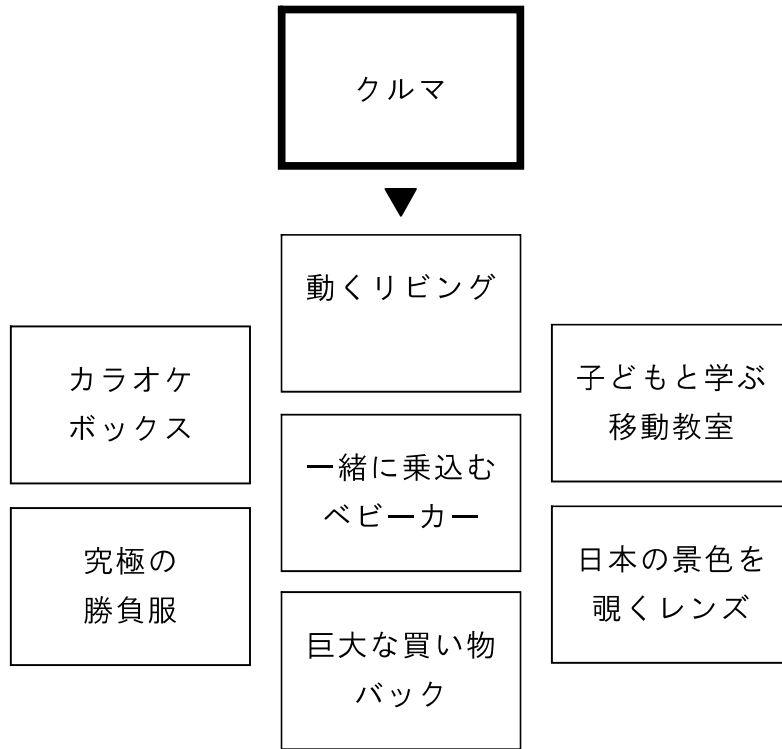 クルマ
動くリビング
カラオケ
ボックス
子どもと学ぶ
移動教室
一緒に乗込む
ベビーカー
究極の
勝負服
日本の景色を
覗くレンズ
巨大な買い物
バック